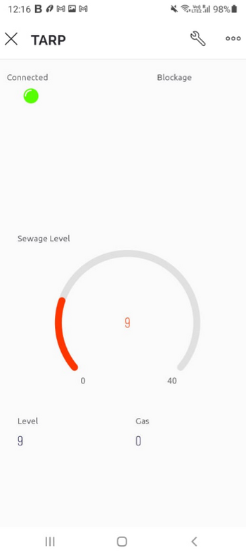 12:16 B 98%
TARP
Connected Blockage
Sewage Level
9
0 40
Level Gas
9 0